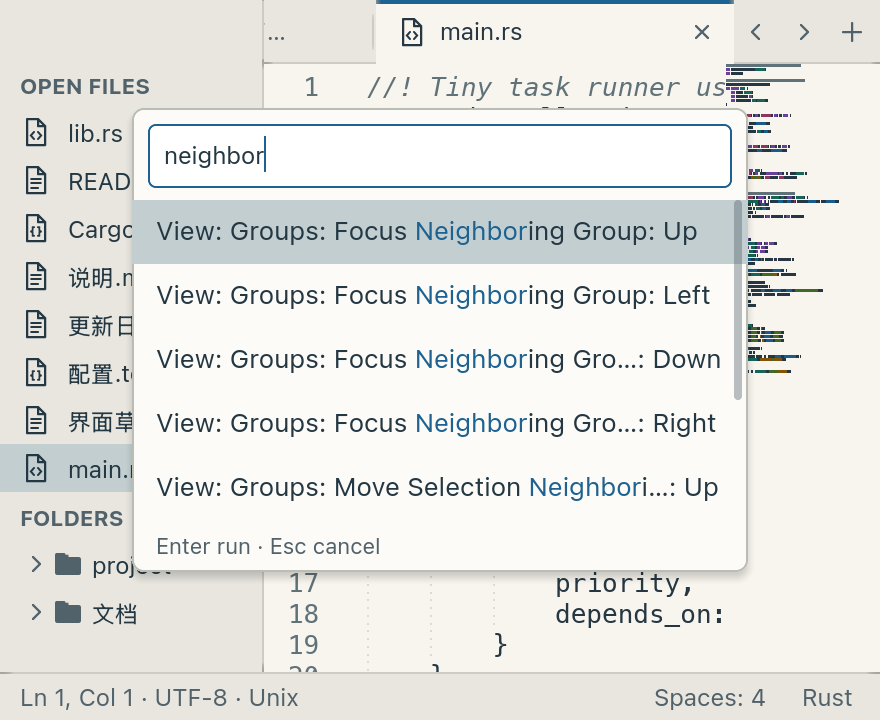 ...
main.rs
OPEN FILES
lib.rs
READ
Cargo
说明.
更新日
配置.t
界面草
main.r
FOLDERS
proj
文档
1 //! Tiny task runner us
neighbor
View: Groups: Focus Neighboring Group: Up
View: Groups: Focus Neighboring Group: Left
View: Groups: Focus Neighboring Gro...: Down
View: Groups: Focus Neighboring Gro...: Right
View: Groups: Move Selection Neighbori...: Up
Enter run · Esc cancel
17 priority,
18 depends_on:
19 }
20 }
Ln 1, Col 1 · UTF-8 · Unix
Spaces: 4
Rust